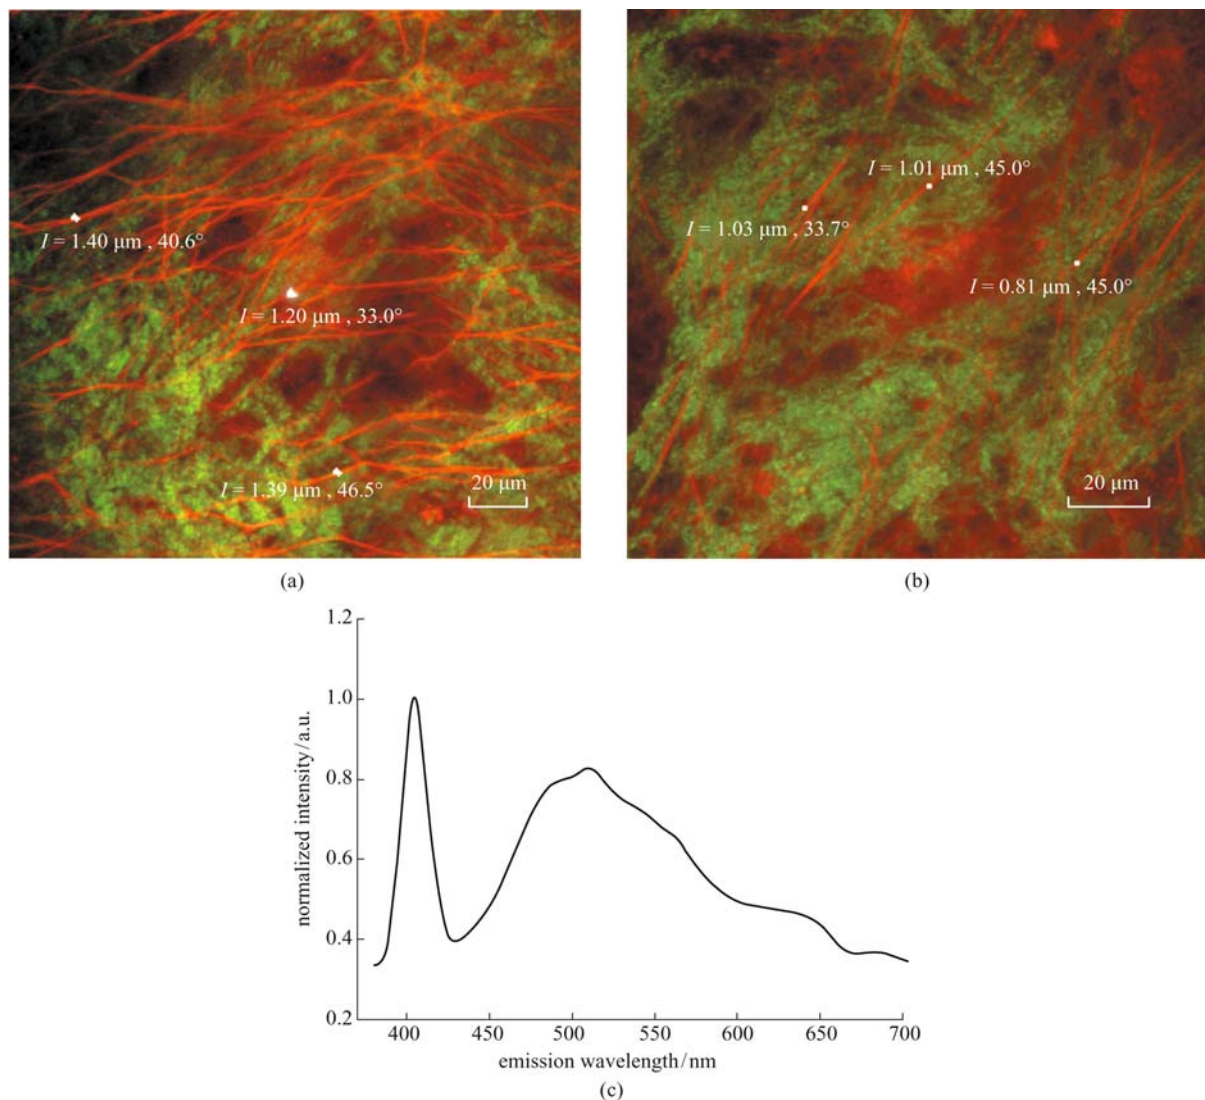 I = 1.40 μm , 40.6°
I = 1.20 μm , 33.0°
I = 1.39 μm , 46.5°
20 μm
(a)
I = 1.01 μm , 45.0°
I = 1.03 μm , 33.7°
I = 0.81 μm , 45.0°
20 μm
(b)
1.2
1.0
0.8
0.6
0.4
0.2
normalized intensity/a.u.
400 450 500 550 600 650 700
emission wavelength/nm
(c)